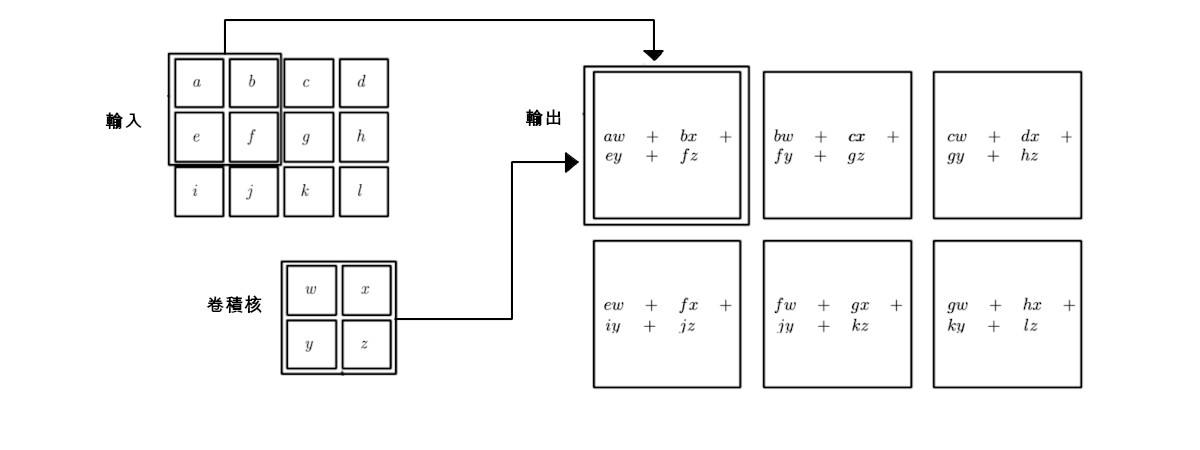 a b c d
輸入
e f g h
i j k l
輸出
aw + bx +
ey + fz
bw + cx +
fy + gz
cw + dx +
gy + hz
卷積核
w x
y z
ew + fx +
iy + jz
fw + gx +
jy + kz
gw + hx +
ky + lz